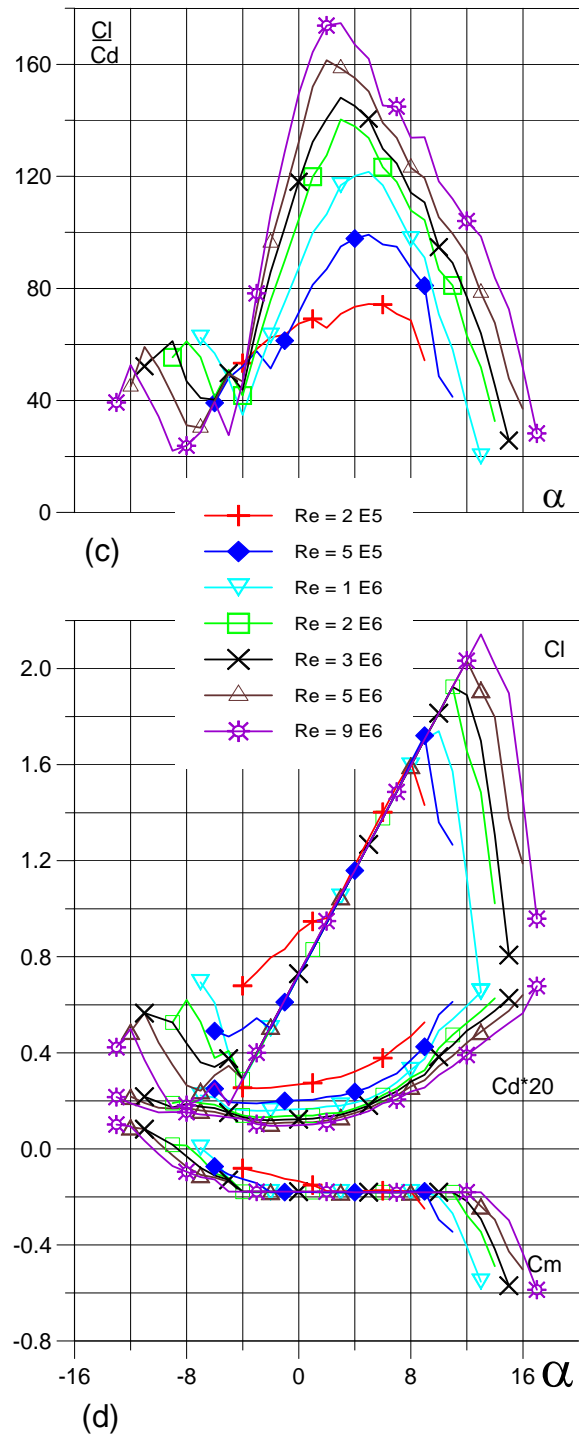 Cl
Cd
160
120
80
40
0
α
(c)
Re = 2 E5
Re = 5 E5
Re = 1 E6
Re = 2 E6
Re = 3 E6
Re = 5 E6
Re = 9 E6
Cl
2.0
1.6
1.2
0.8
0.4
Cd*20
0.0
-0.4
Cm
-0.8
-16 -8 0 8 16 α
(d)